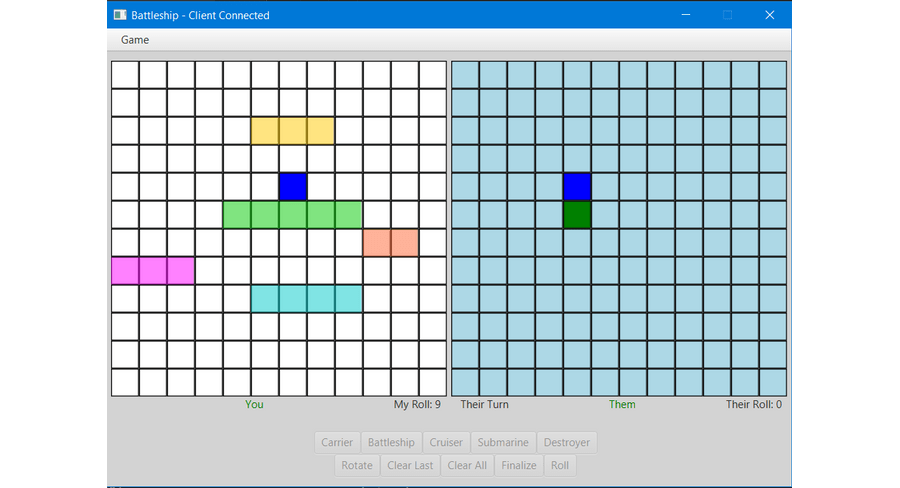 Battleship - Client Connected
Game
You
My Roll: 9
Their Turn
Them
Their Roll: 0
Carrier
Battleship
Cruiser
Submarine
Destroyer
Rotate
Clear Last
Clear All
Finalize
Roll